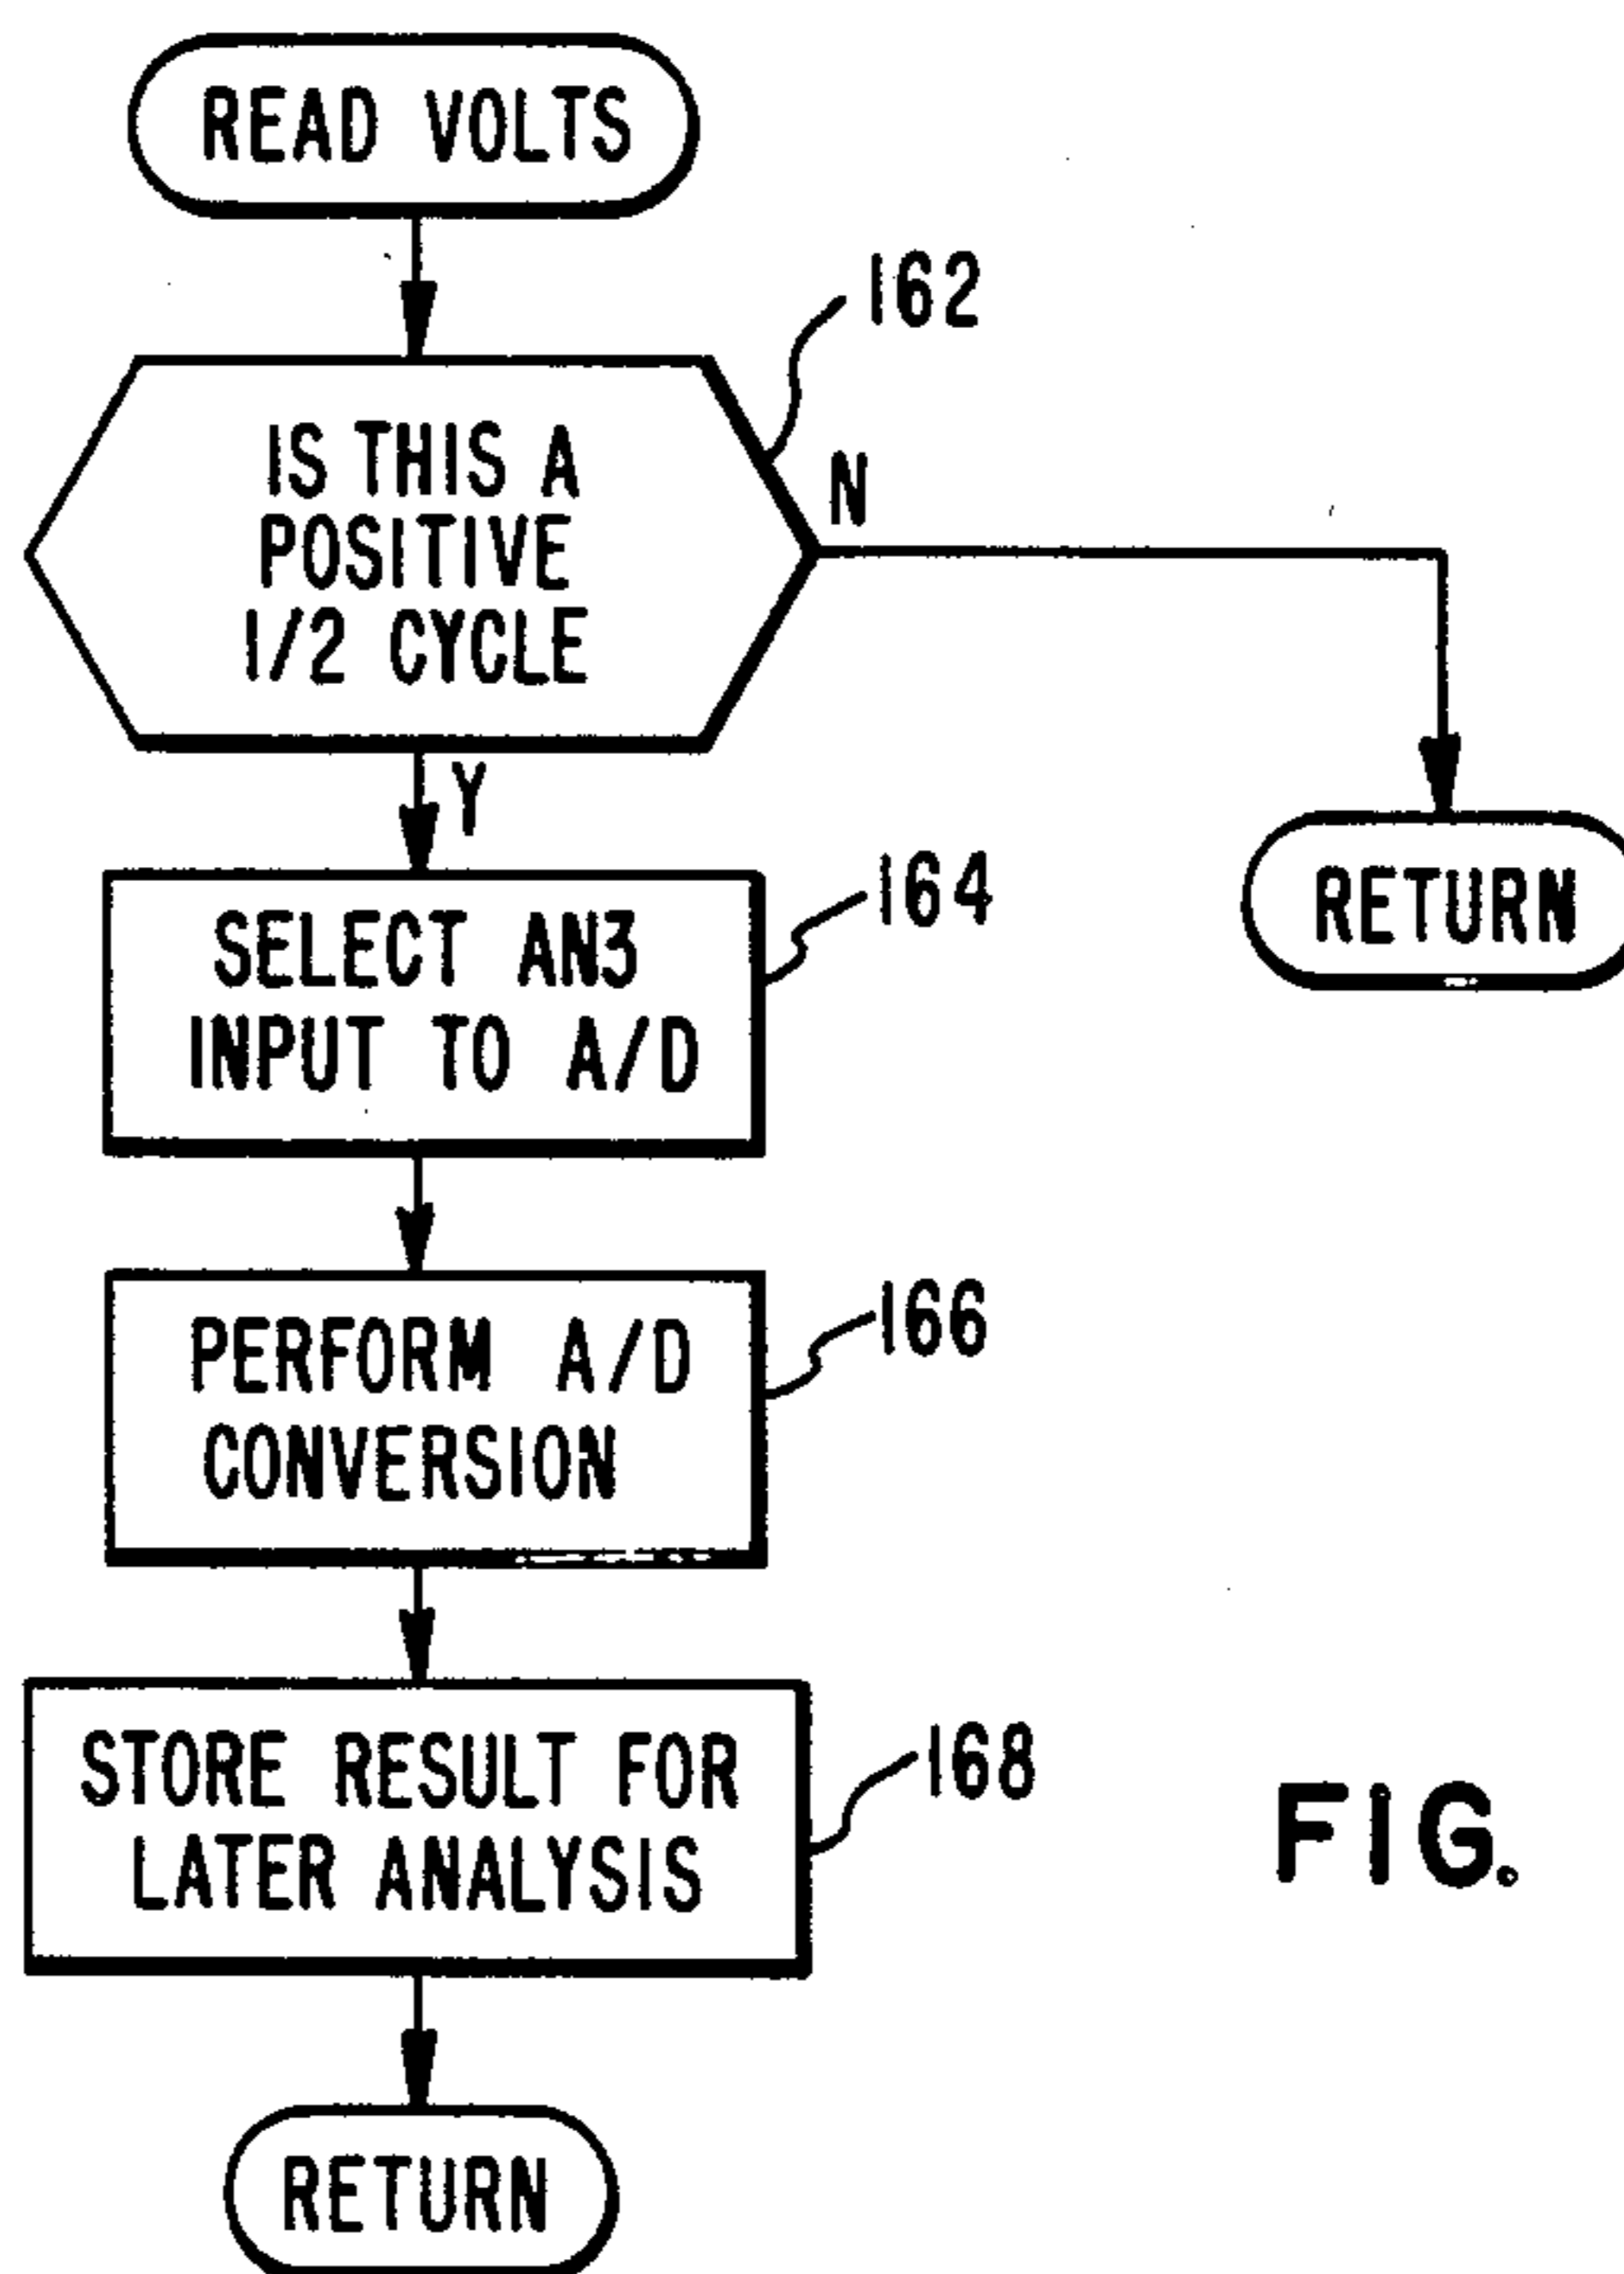 READ VOLTS
162
IS THIS A
POSITIVE
1/2 CYCLE
N
Y
RETURN
164
SELECT AN3
INPUT TO A/D
166
PERFORM A/D
CONVERSION
168
STORE RESULT FOR
LATER ANALYSIS
FIG.
RETURN